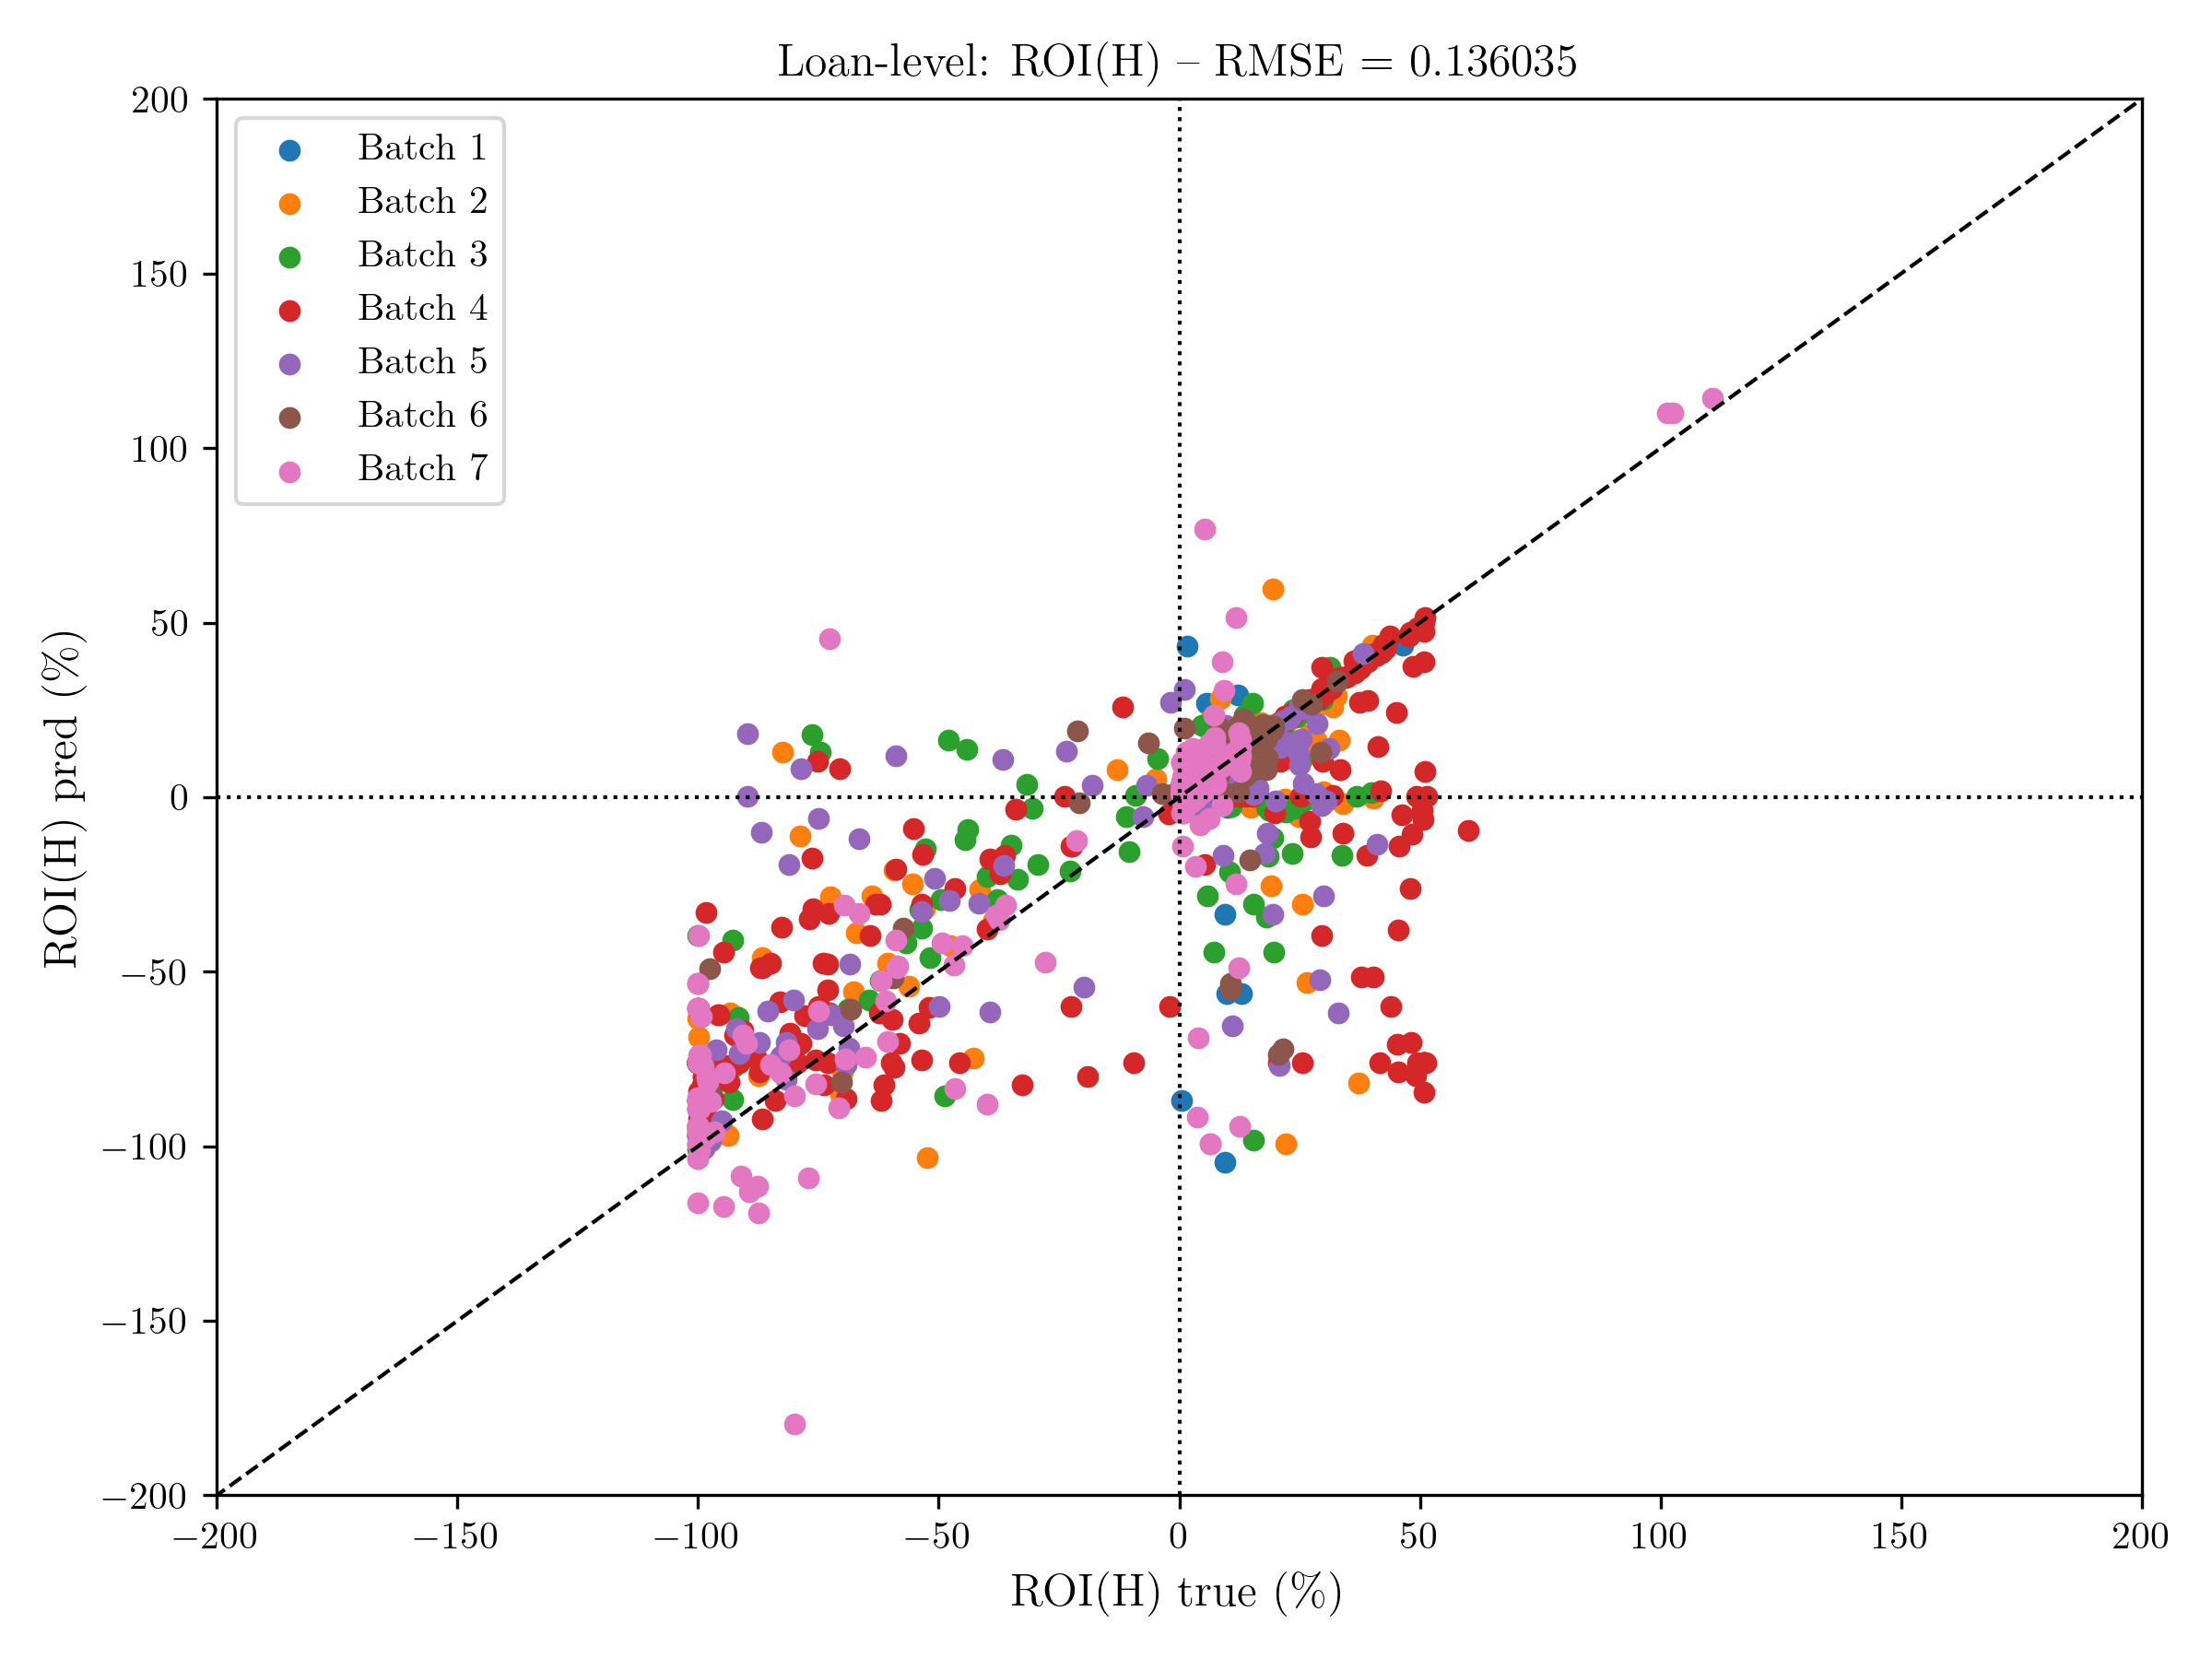 Loan-level: ROI(H) – RMSE = 0.136035
200
150
100
50
0
−50
−100
−150
−200
ROI(H) pred (%)
Batch 1
Batch 2
Batch 3
Batch 4
Batch 5
Batch 6
Batch 7
−200 −150 −100 −50 0 50 100 150 200
ROI(H) true (%)